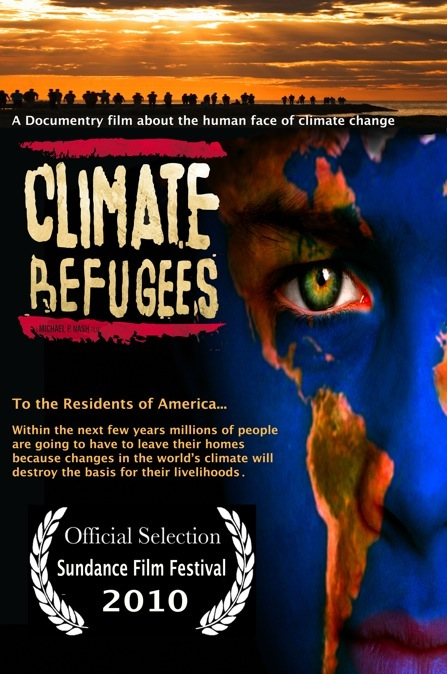 A Documentry film about the human face of climate change
CLIMATE
REFUGEES
MICHAEL P. NASH
To the Residents of America...
Within the next few years millions of people
are going to have to leave their homes
because changes in the world's climate will
destroy the basis for their livelihoods.
Official Selection
Sundance Film Festival
2010